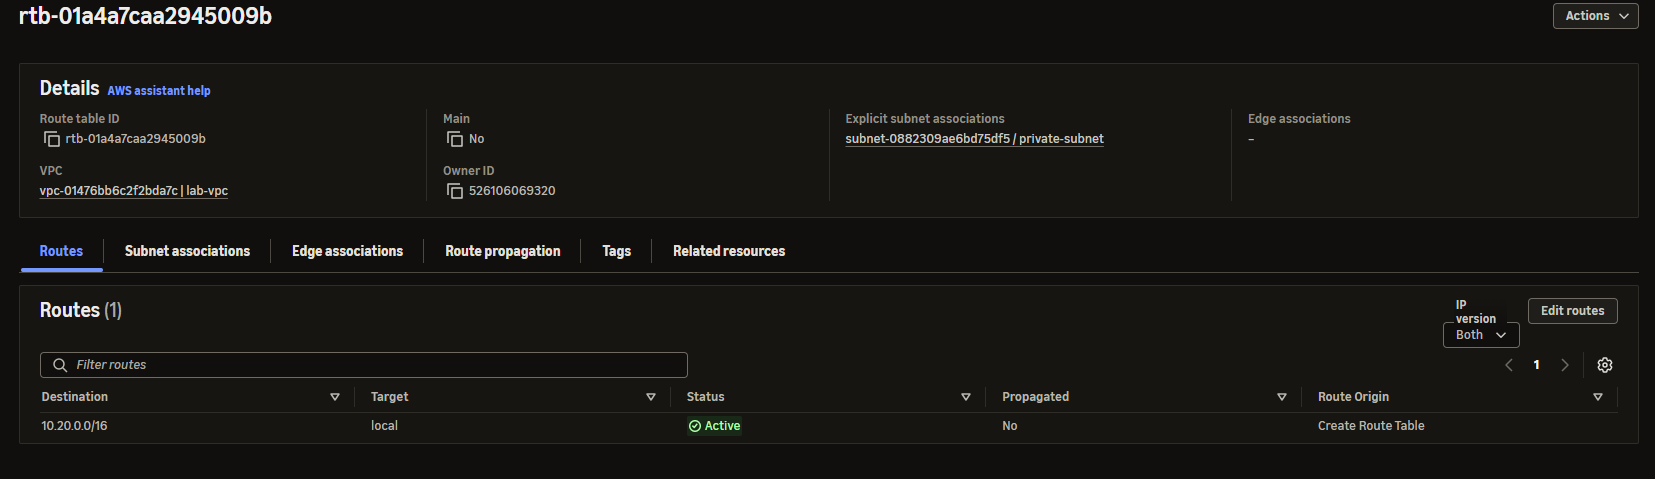 rtb-01a4a7caa2945009b
Actions
Details AWS assistant help
Route table ID
rtb-01a4a7caa2945009b
Main
No
Explicit subnet associations
subnet-0882309ae6bd75df5 / private-subnet
Edge associations
–
VPC
vpc-01476bb6c2f2bda7c | lab-vpc
Owner ID
526106069320
Routes Subnet associations Edge associations Route propagation Tags Related resources
Routes (1)
IP version
Both
Edit routes
Filter routes
1
Destination Target Status Propagated Route Origin
10.20.0.0/16 local Active No Create Route Table